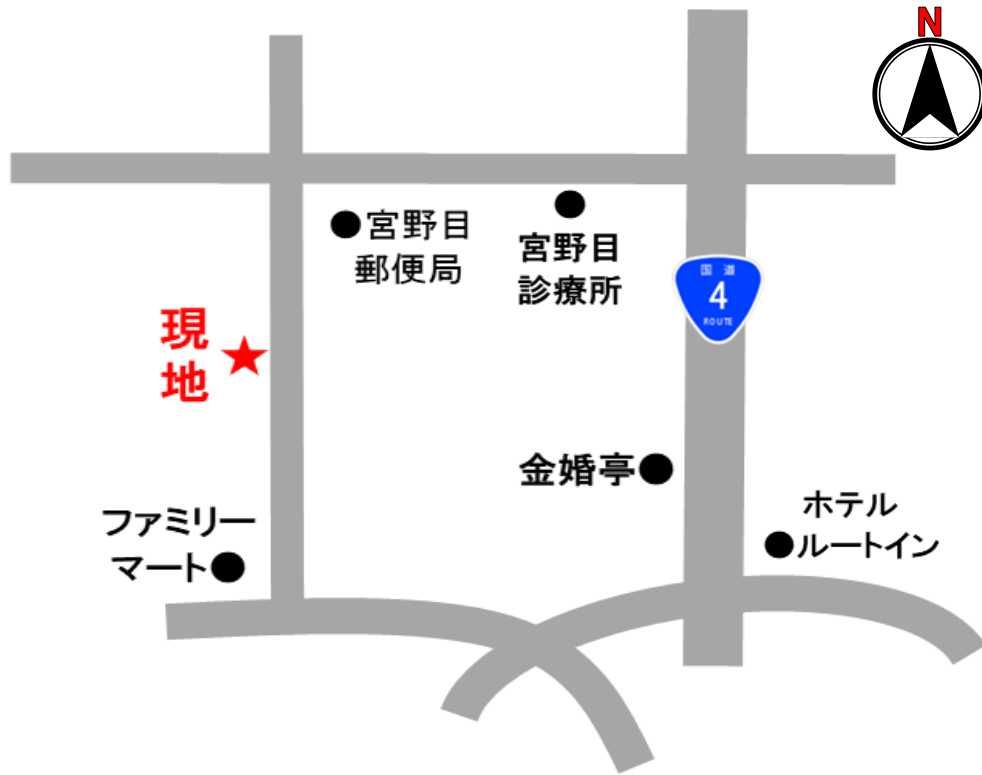 N
宮野目
郵便局
宮野目
診療所
国道
4
ROUTE
現
地
金婚亭
ホテル
ルートイン
ファミリー
マート